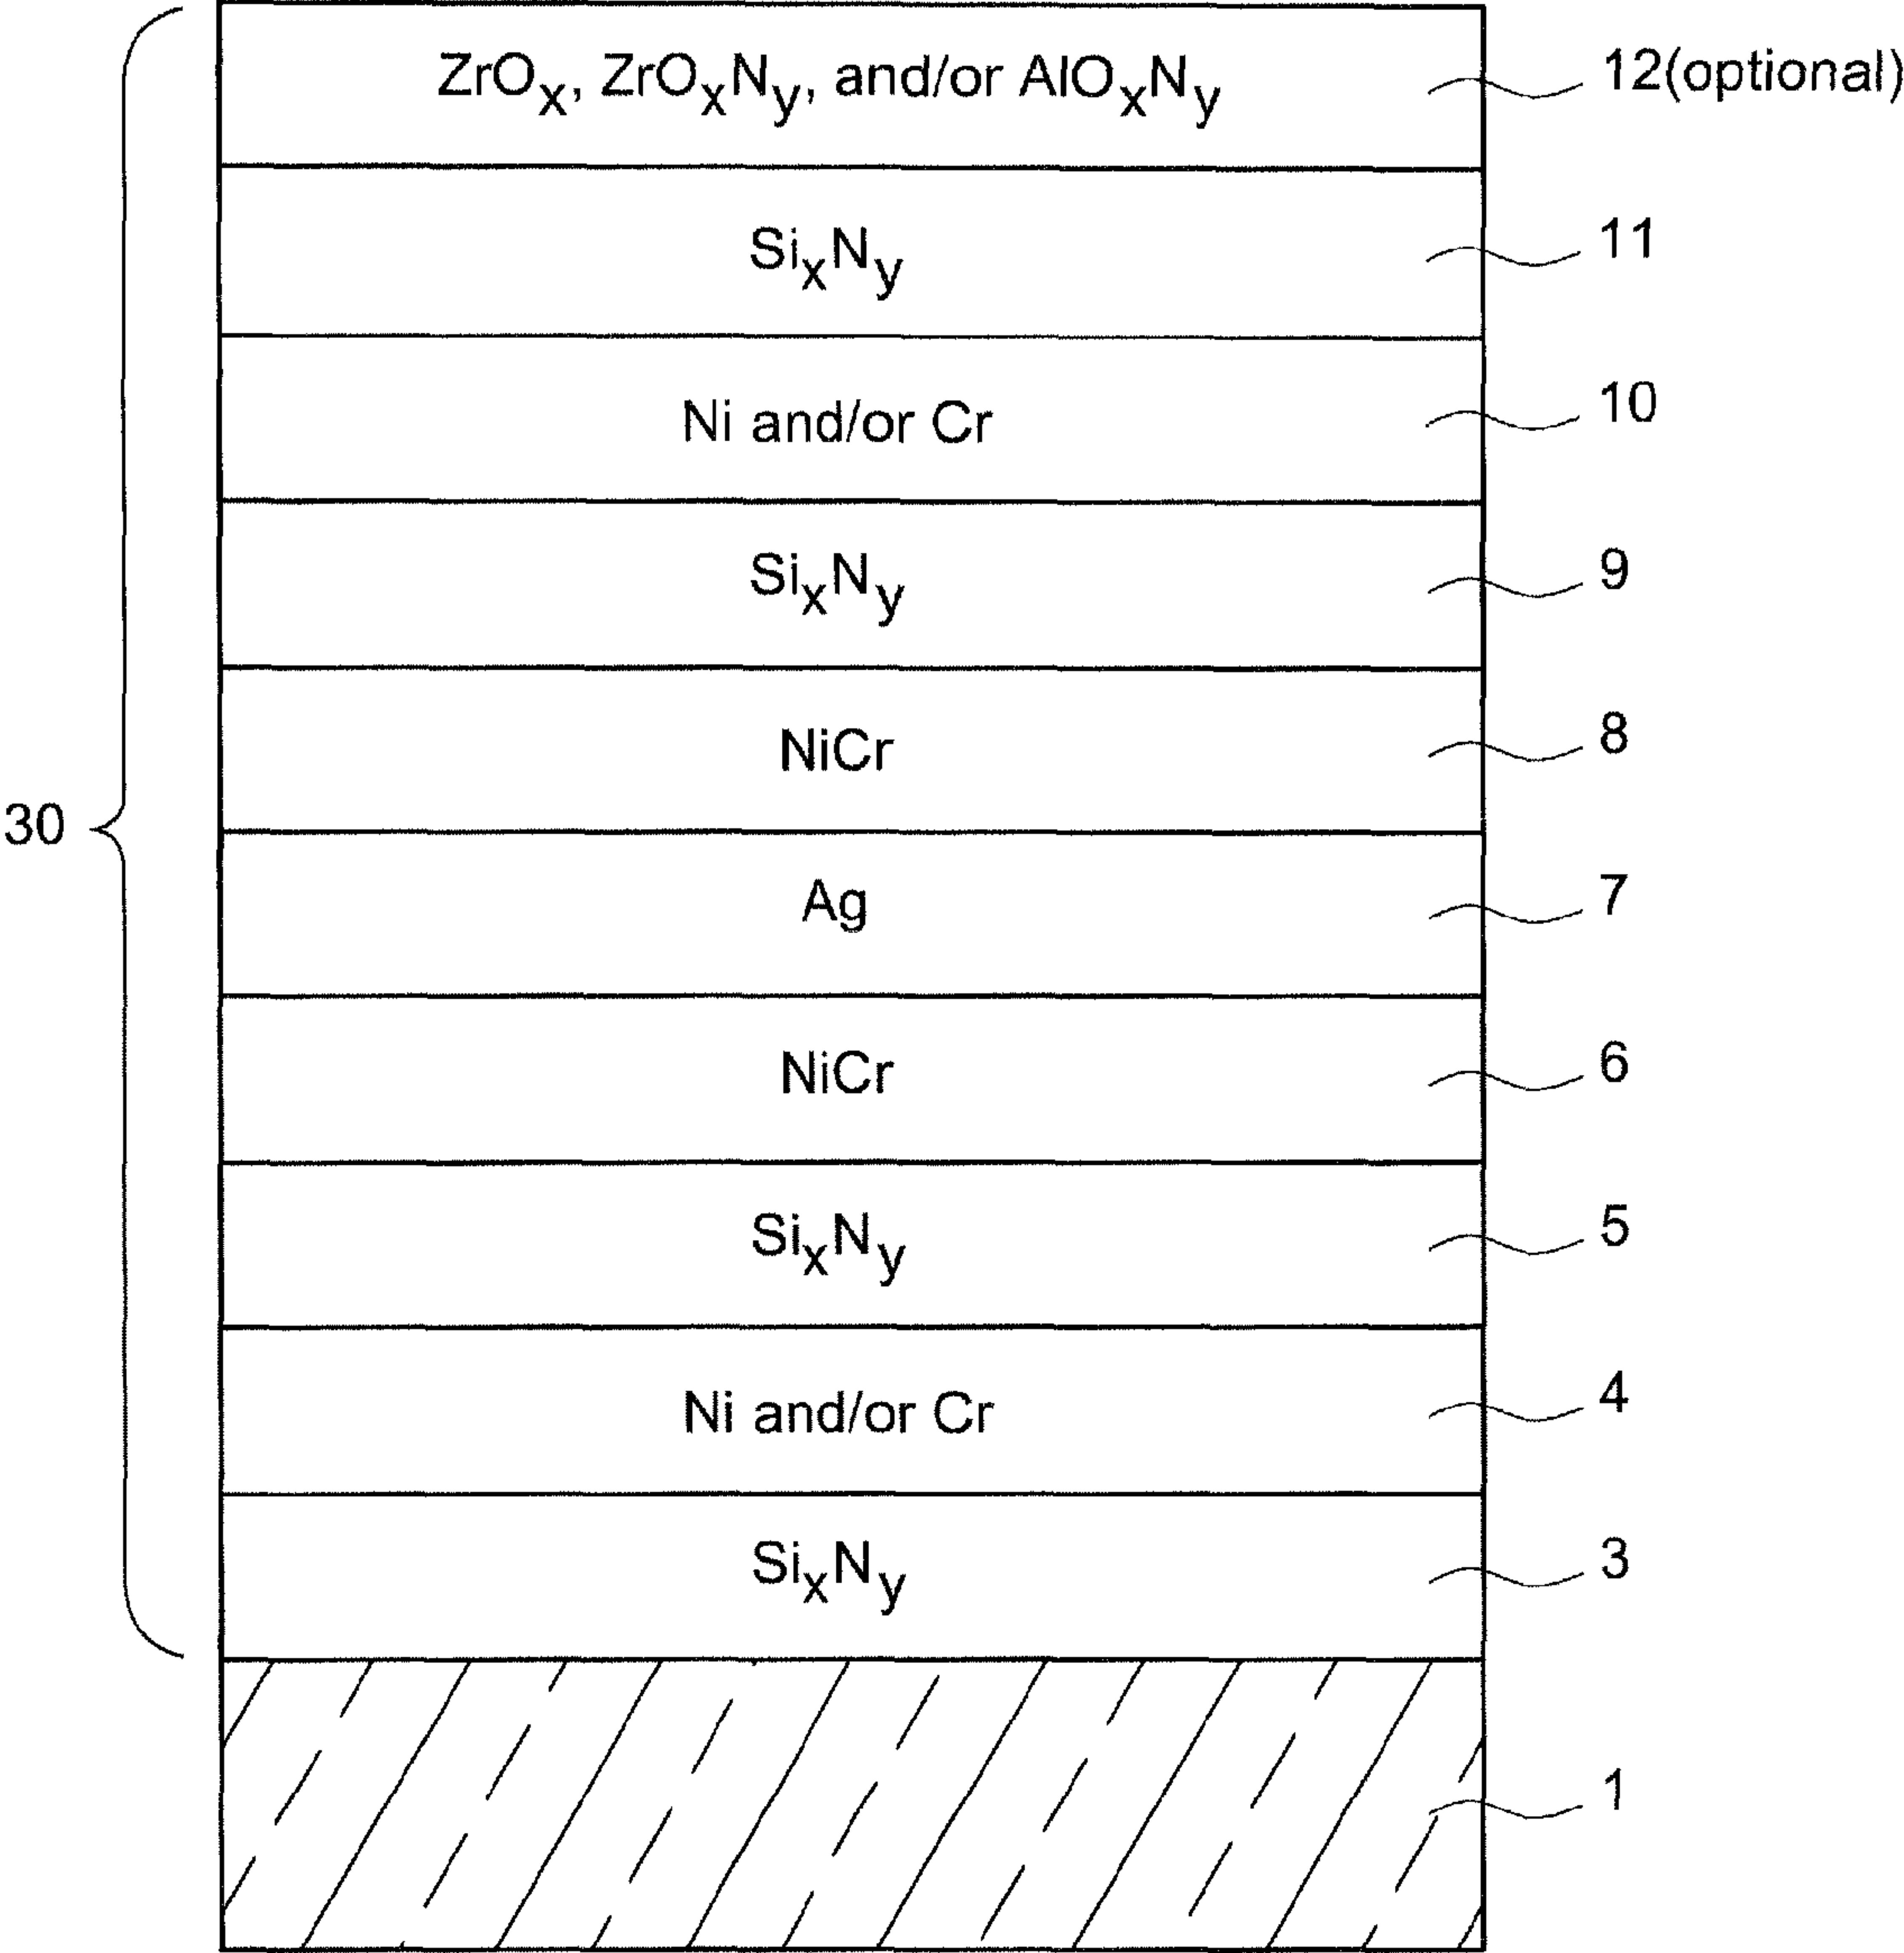 ZrOx, ZrOxNy, and/or AlOxNy 12(optional)
SixNy 11
Ni and/or Cr 10
SixNy 9
NiCr 8
30
Ag 7
NiCr 6
SixNy 5
Ni and/or Cr 4
SixNy 3
1